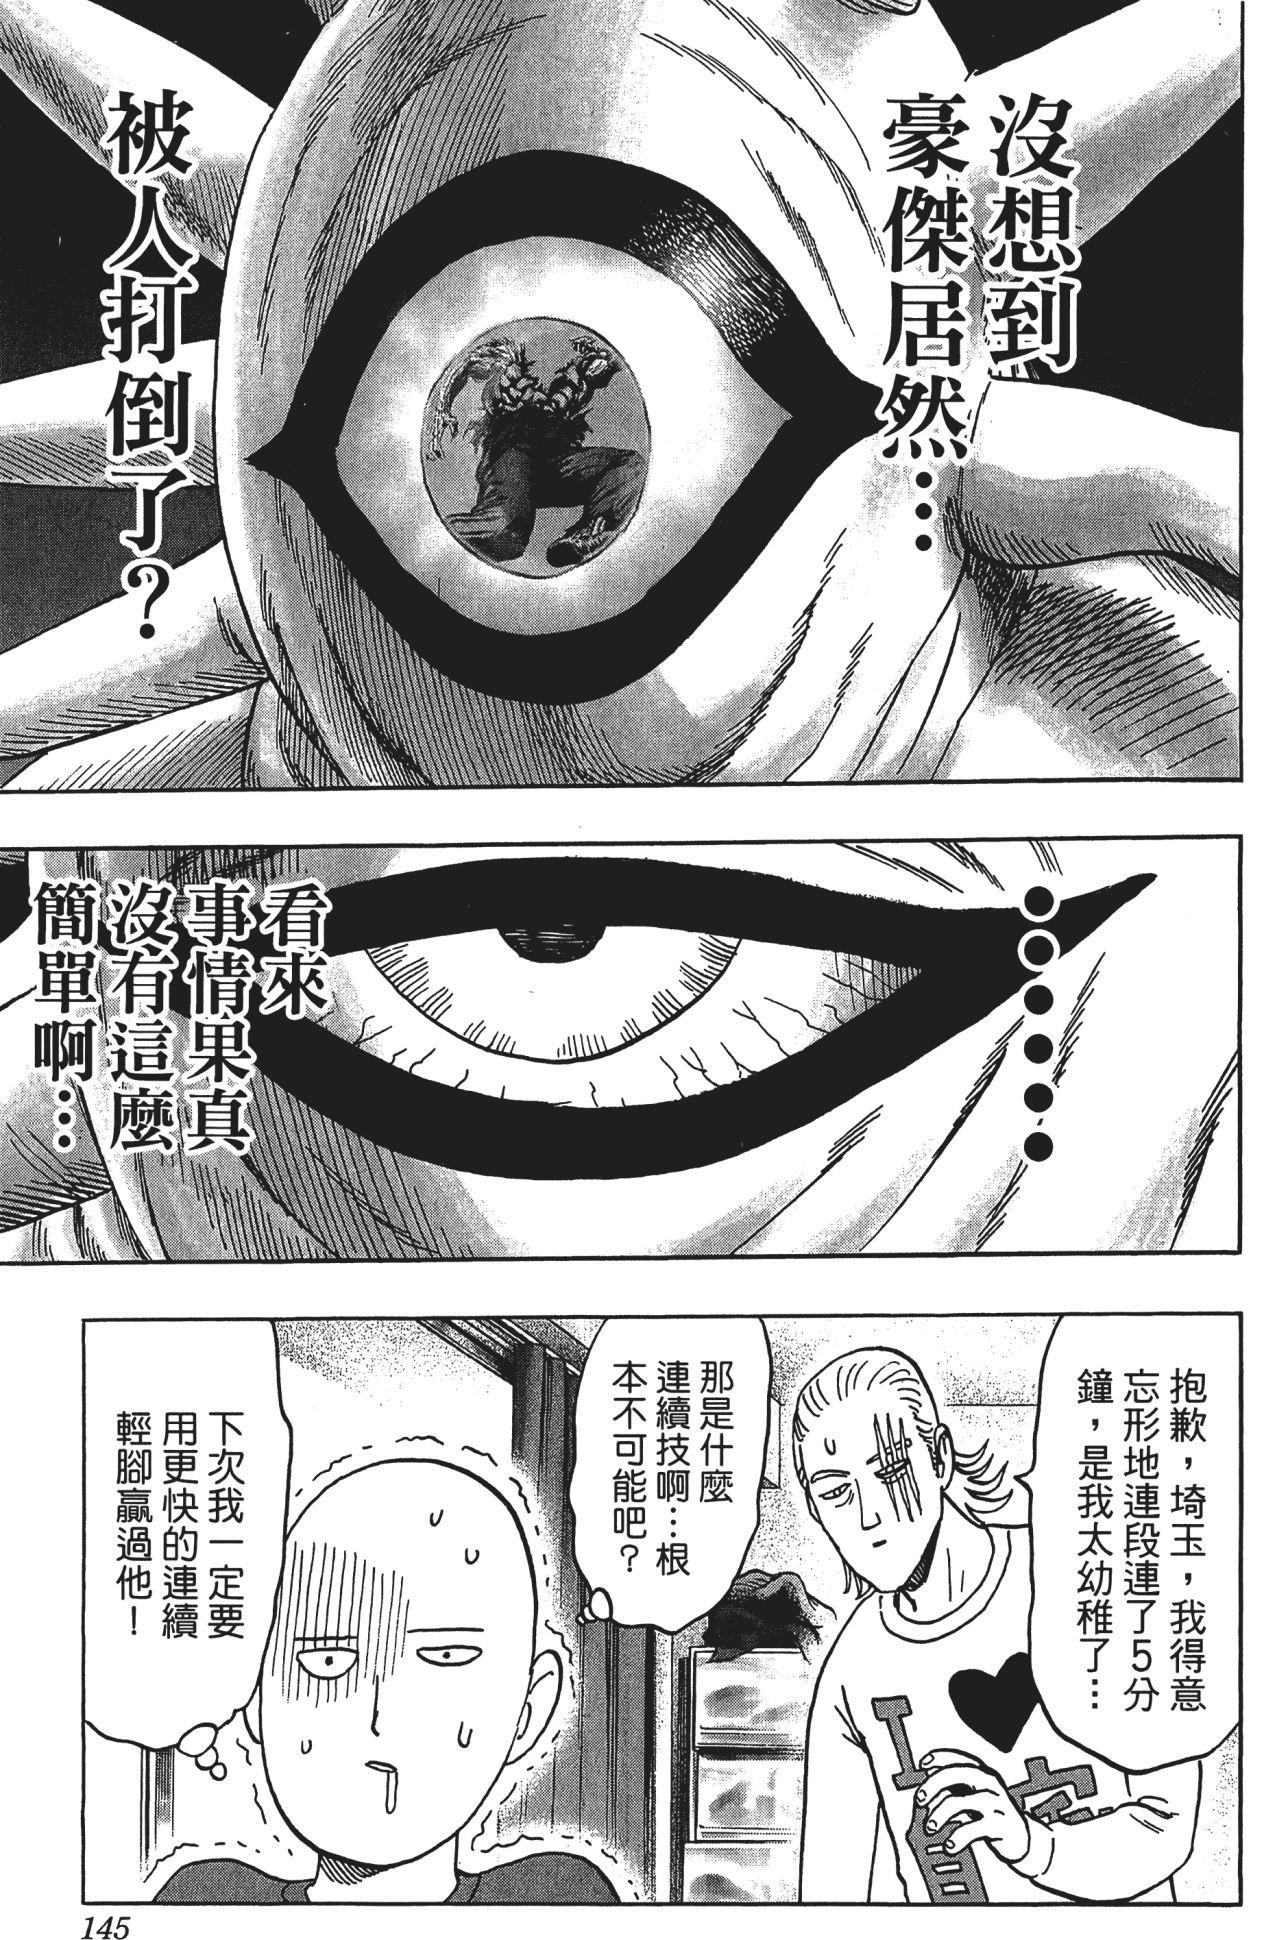 沒想到
豪傑居然…
被人打倒了？
……
看來
事情果真
沒有這麼
簡單啊…
抱歉，埼玉，我得意
忘形地連段連了5分
鐘，是我太幼稚了…
那是什麼
連續技啊…根
本不可能吧？
下次我一定要
用更快的連續
輕腳贏過他！
I
145